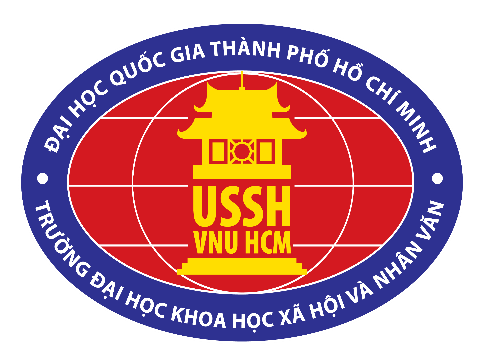 ĐẠI HỌC QUỐC GIA THÀNH PHỐ HỒ CHÍ MINH
USSH
VNU HCM
TRƯỜNG ĐẠI HỌC KHOA HỌC XÃ HỘI VÀ NHÂN VĂN